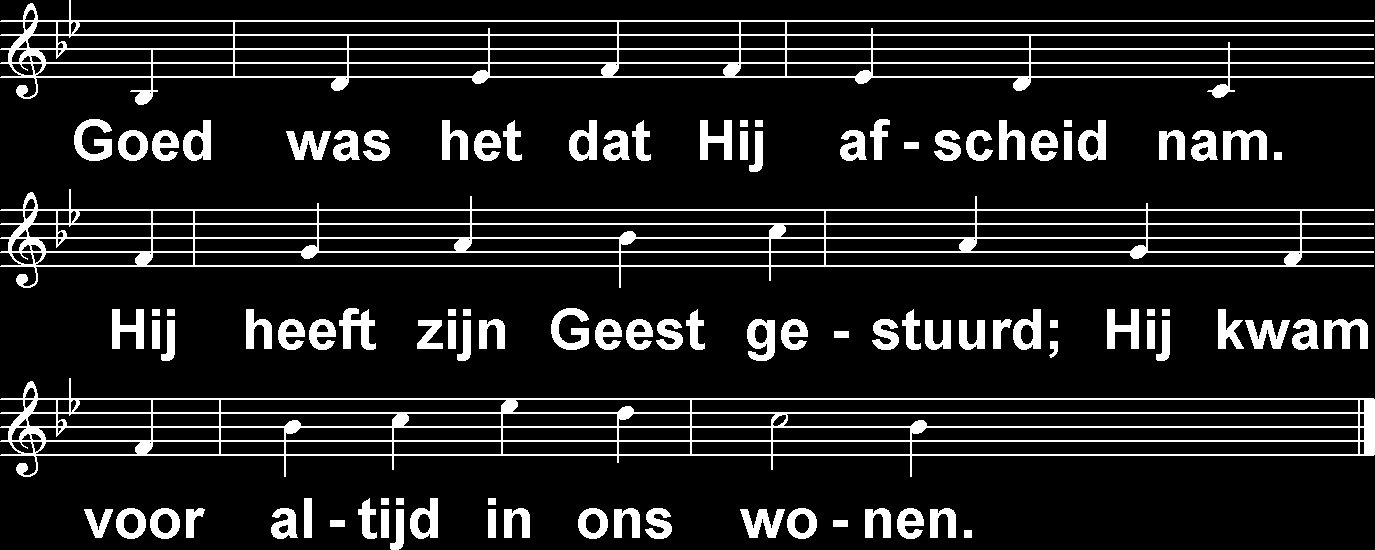 Goed was het dat Hij af - scheid nam.
Hij heeft zijn Geest ge - stuurd; Hij kwam
voor al - tijd in ons wo - nen.